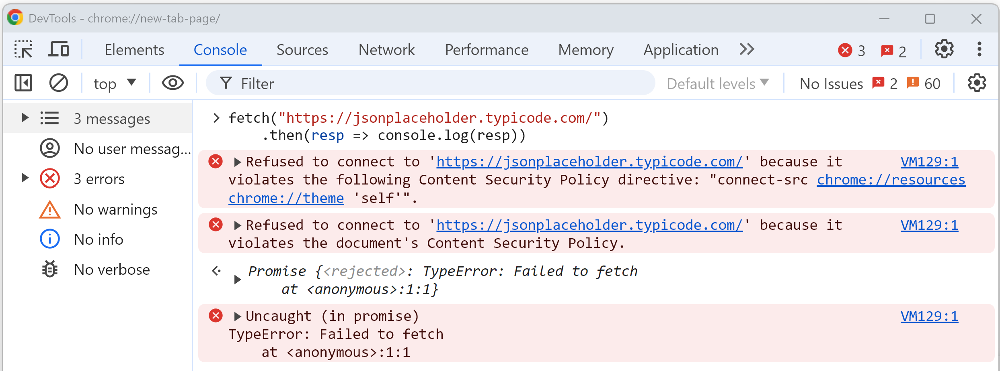 DevTools - chrome://new-tab-page/
Elements Console Sources Network Performance Memory Application 3 2
top Filter Default levels No Issues 2 60
3 messages
No user messag...
3 errors
No warnings
No info
No verbose
fetch("https://jsonplaceholder.typicode.com/")
.then(resp => console.log(resp))
Refused to connect to 'https://jsonplaceholder.typicode.com/' because it VM129:1
violates the following Content Security Policy directive: "connect-src chrome://resources
chrome://theme 'self'".
Refused to connect to 'https://jsonplaceholder.typicode.com/' because it VM129:1
violates the document's Content Security Policy.
Promise {<rejected>: TypeError: Failed to fetch
at <anonymous>:1:1}
Uncaught (in promise) VM129:1
TypeError: Failed to fetch
at <anonymous>:1:1